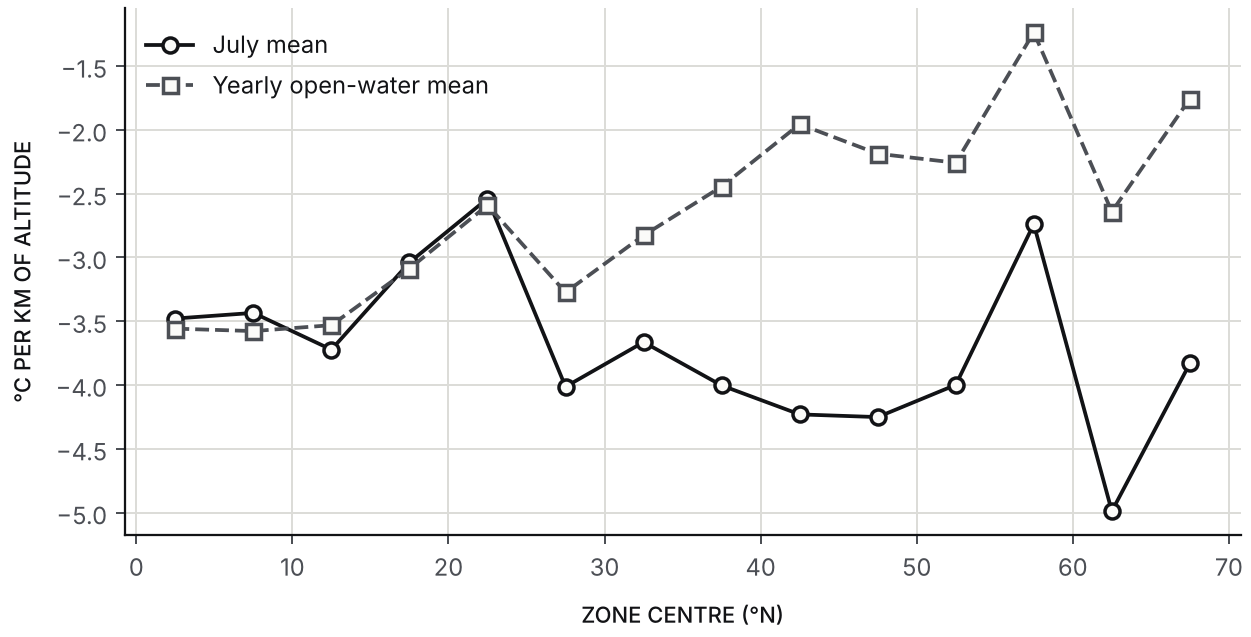 July mean
Yearly open-water mean
°C PER KM OF ALTITUDE
−1.5
−2.0
−2.5
−3.0
−3.5
−4.0
−4.5
−5.0
0 10 20 30 40 50 60 70
ZONE CENTRE (°N)